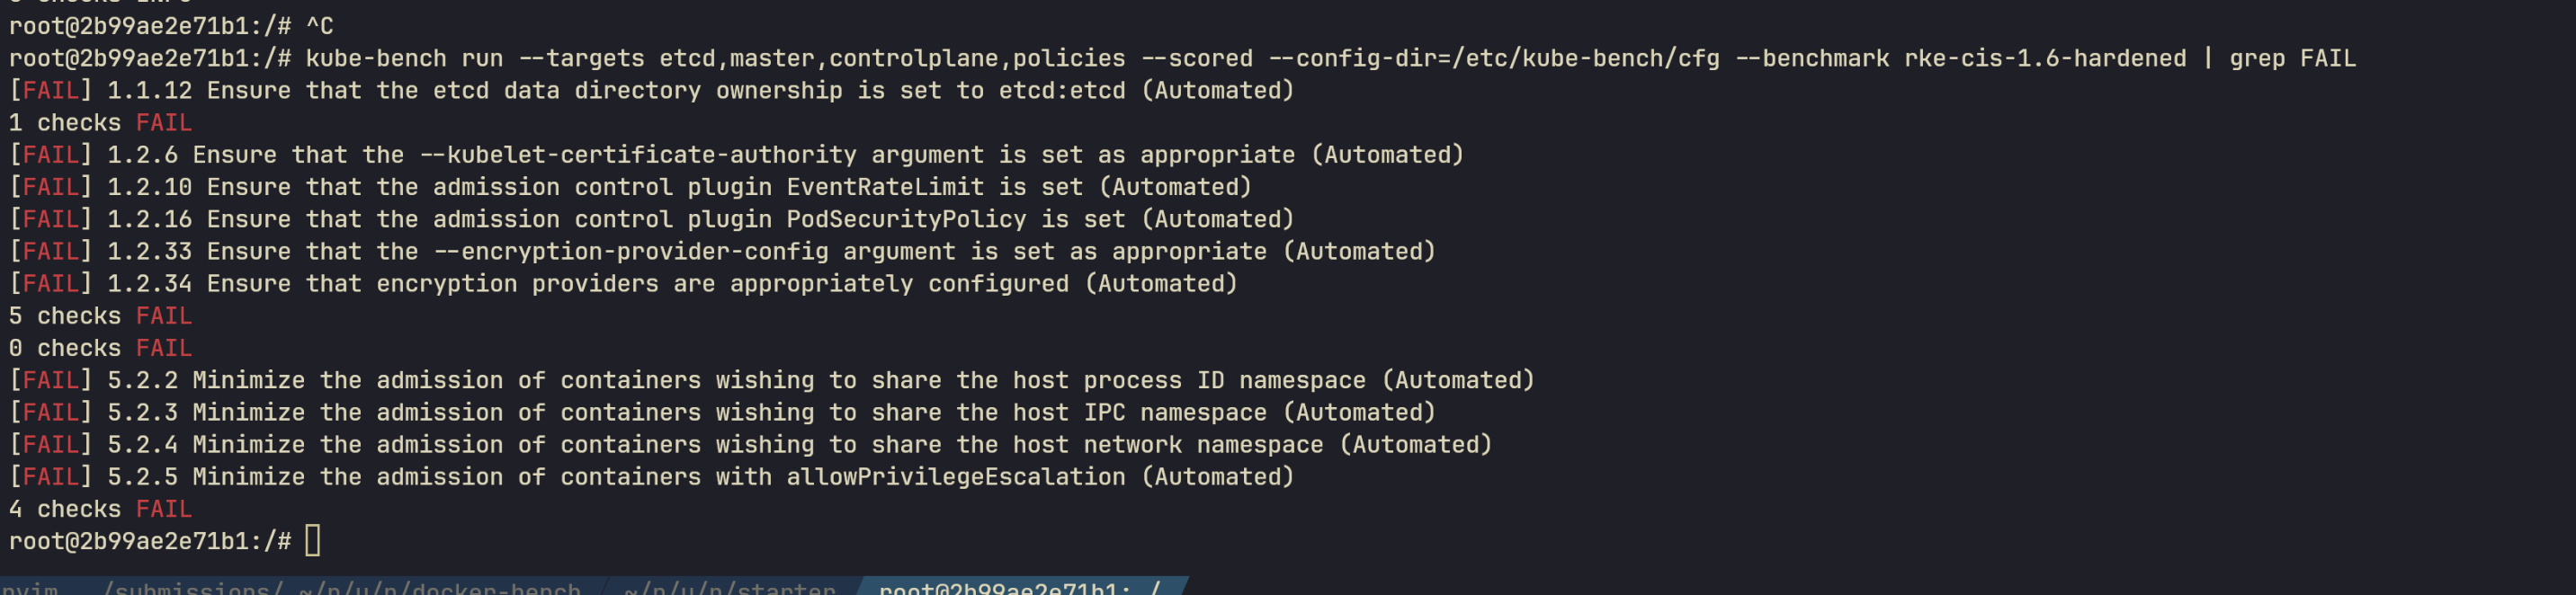 root@2b99ae2e71b1:/# ^C
root@2b99ae2e71b1:/# kube-bench run --targets etcd,master,controlplane,policies --scored --config-dir=/etc/kube-bench/cfg --benchmark rke-cis-1.6-hardened | grep FAIL
[FAIL] 1.1.12 Ensure that the etcd data directory ownership is set to etcd:etcd (Automated)
1 checks FAIL
[FAIL] 1.2.6 Ensure that the --kubelet-certificate-authority argument is set as appropriate (Automated)
[FAIL] 1.2.10 Ensure that the admission control plugin EventRateLimit is set (Automated)
[FAIL] 1.2.16 Ensure that the admission control plugin PodSecurityPolicy is set (Automated)
[FAIL] 1.2.33 Ensure that the --encryption-provider-config argument is set as appropriate (Automated)
[FAIL] 1.2.34 Ensure that encryption providers are appropriately configured (Automated)
5 checks FAIL
0 checks FAIL
[FAIL] 5.2.2 Minimize the admission of containers wishing to share the host process ID namespace (Automated)
[FAIL] 5.2.3 Minimize the admission of containers wishing to share the host IPC namespace (Automated)
[FAIL] 5.2.4 Minimize the admission of containers wishing to share the host network namespace (Automated)
[FAIL] 5.2.5 Minimize the admission of containers with allowPrivilegeEscalation (Automated)
4 checks FAIL
root@2b99ae2e71b1:/#
nvim /submissions/ ~/p/u/p/docker-bench ~/p/u/p/starter root@2b99ae2e71b1: /